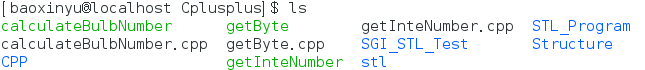 [baoxinyu@localhost Cplusplus]$ ls
calculateBulbNumber getByte getInteNumber.cpp STL_Program
calculateBulbNumber.cpp getByte.cpp SGI_STL_Test Structure
CPP getInteNumber stl